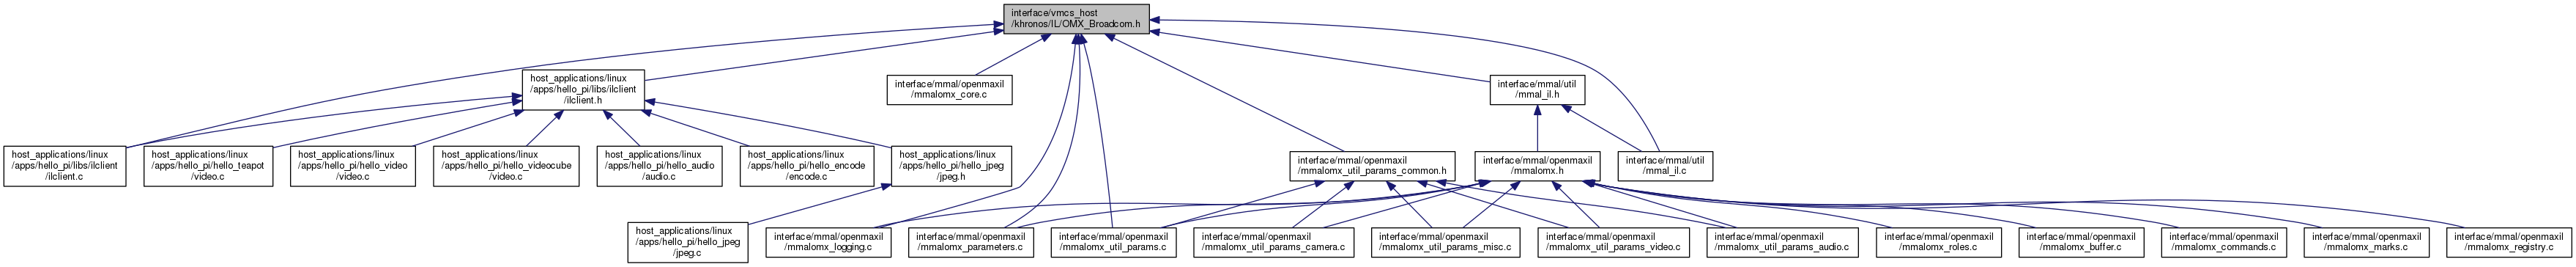 interface/vmcs_host
/khronos/IL/OMX_Broadcom.h
host_applications/linux
/apps/hello_pi/libs/ilclient
/ilclient.h
interface/mmal/openmaxil
/mmalomx_core.c
interface/mmal/util
/mmal_il.h
host_applications/linux
/apps/hello_pi/libs/ilclient
/ilclient.c
host_applications/linux
/apps/hello_pi/hello_teapot
/video.c
host_applications/linux
/apps/hello_pi/hello_video
/video.c
host_applications/linux
/apps/hello_pi/hello_videocube
/video.c
host_applications/linux
/apps/hello_pi/hello_audio
/audio.c
host_applications/linux
/apps/hello_pi/hello_encode
/encode.c
host_applications/linux
/apps/hello_pi/hello_jpeg
/jpeg.h
interface/mmal/openmaxil
/mmalomx_util_params_common.h
interface/mmal/openmaxil
/mmalomx.h
interface/mmal/util
/mmal_il.c
host_applications/linux
/apps/hello_pi/hello_jpeg
/jpeg.c
interface/mmal/openmaxil
/mmalomx_logging.c
interface/mmal/openmaxil
/mmalomx_parameters.c
interface/mmal/openmaxil
/mmalomx_util_params.c
interface/mmal/openmaxil
/mmalomx_util_params_camera.c
interface/mmal/openmaxil
/mmalomx_util_params_misc.c
interface/mmal/openmaxil
/mmalomx_util_params_video.c
interface/mmal/openmaxil
/mmalomx_util_params_audio.c
interface/mmal/openmaxil
/mmalomx_roles.c
interface/mmal/openmaxil
/mmalomx_buffer.c
interface/mmal/openmaxil
/mmalomx_commands.c
interface/mmal/openmaxil
/mmalomx_marks.c
interface/mmal/openmaxil
/mmalomx_registry.c